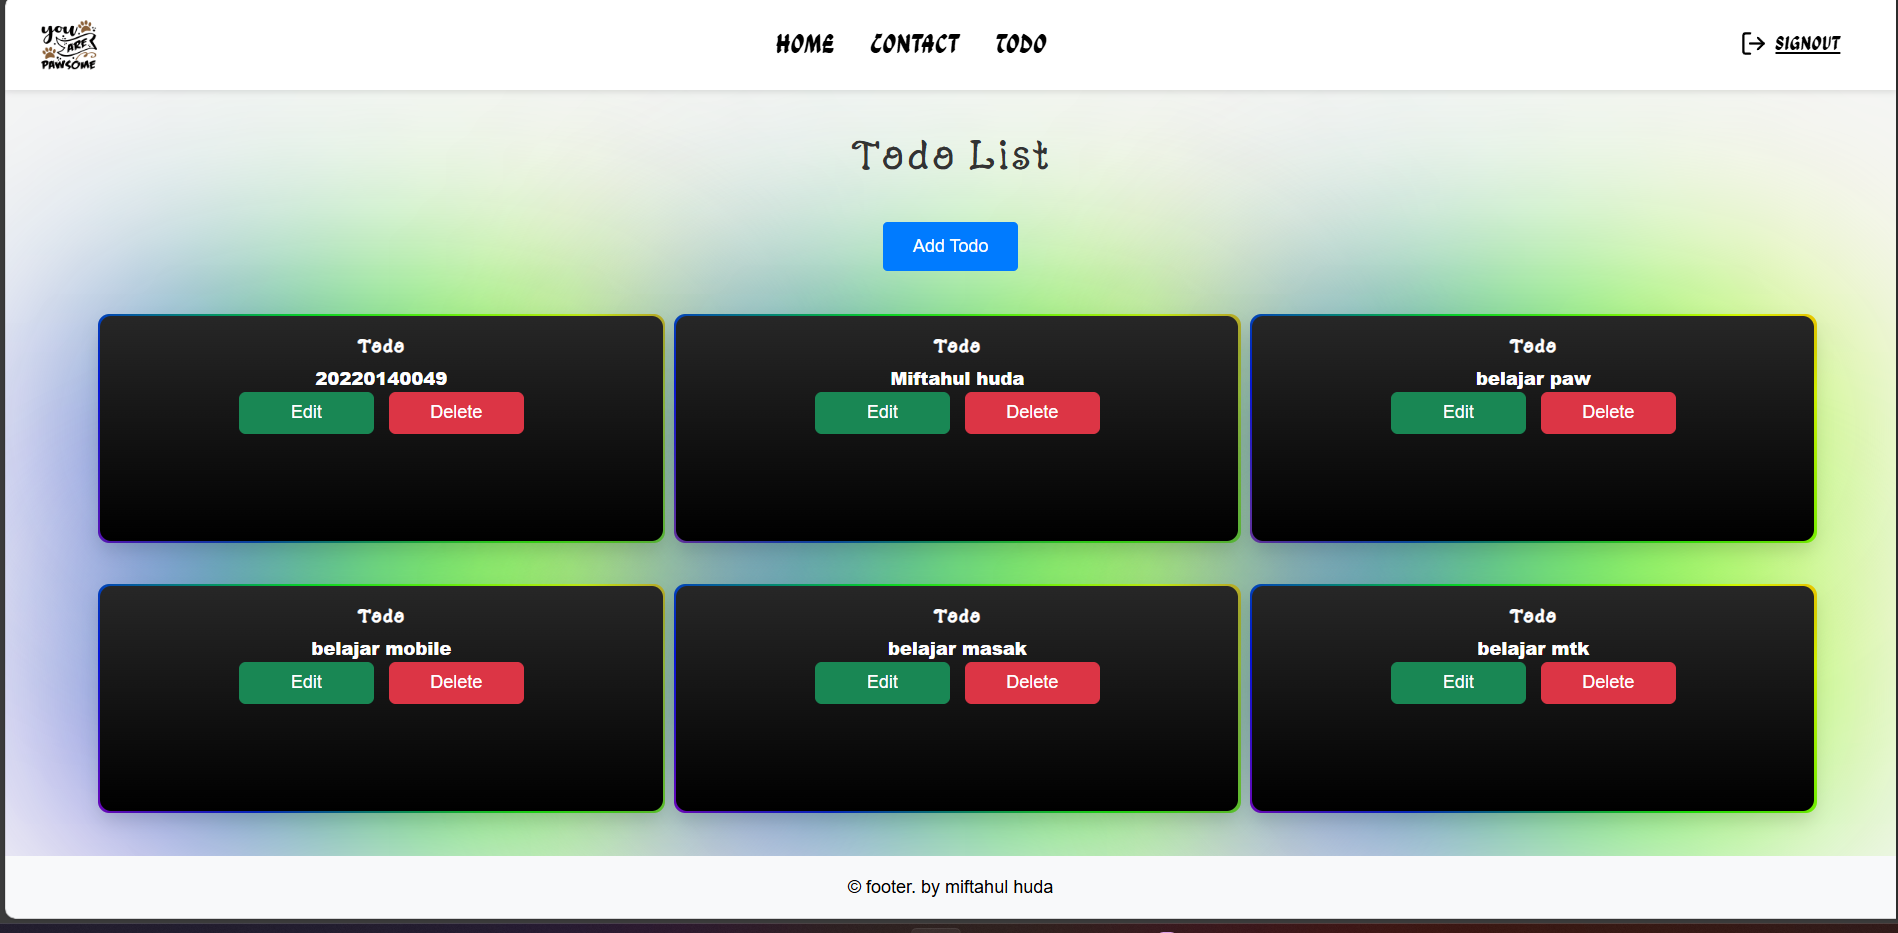 you
ARE
PAWSOME
HOME CONTACT TODO
SIGNOUT
Todo List
Add Todo
Todo
20220140049
Edit Delete
Todo
Miftahul huda
Edit Delete
Todo
belajar paw
Edit Delete
Todo
belajar mobile
Edit Delete
Todo
belajar masak
Edit Delete
Todo
belajar mtk
Edit Delete
© footer. by miftahul huda